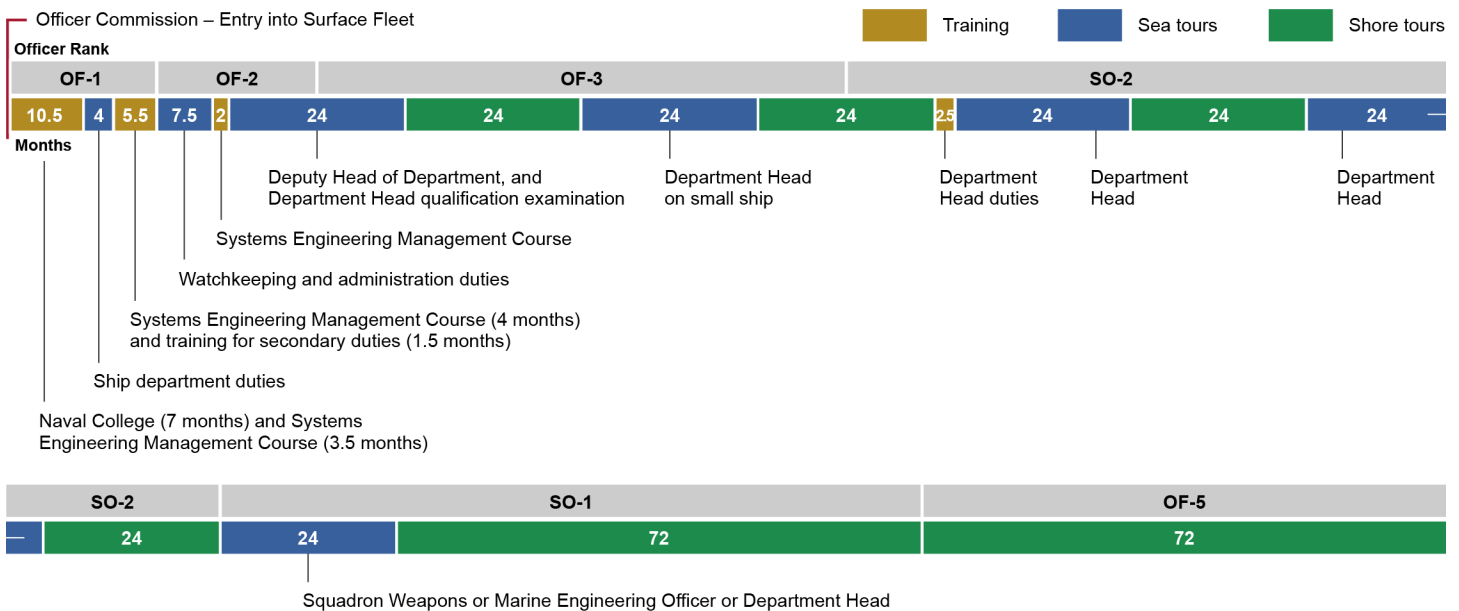 Officer Commission – Entry into Surface Fleet
Training
Sea tours
Shore tours
Officer Rank
OF-1
OF-2
OF-3
SO-2
10.5
4
5.5
7.5
2
24
24
24
24
2.5
24
24
24
Months
Deputy Head of Department, and
Department Head qualification examination
Department Head
on small ship
Department
Head duties
Department
Head
Department
Head
Systems Engineering Management Course
Watchkeeping and administration duties
Systems Engineering Management Course (4 months)
and training for secondary duties (1.5 months)
Ship department duties
Naval College (7 months) and Systems
Engineering Management Course (3.5 months)
SO-2
SO-1
OF-5
24
24
72
72
Squadron Weapons or Marine Engineering Officer or Department Head